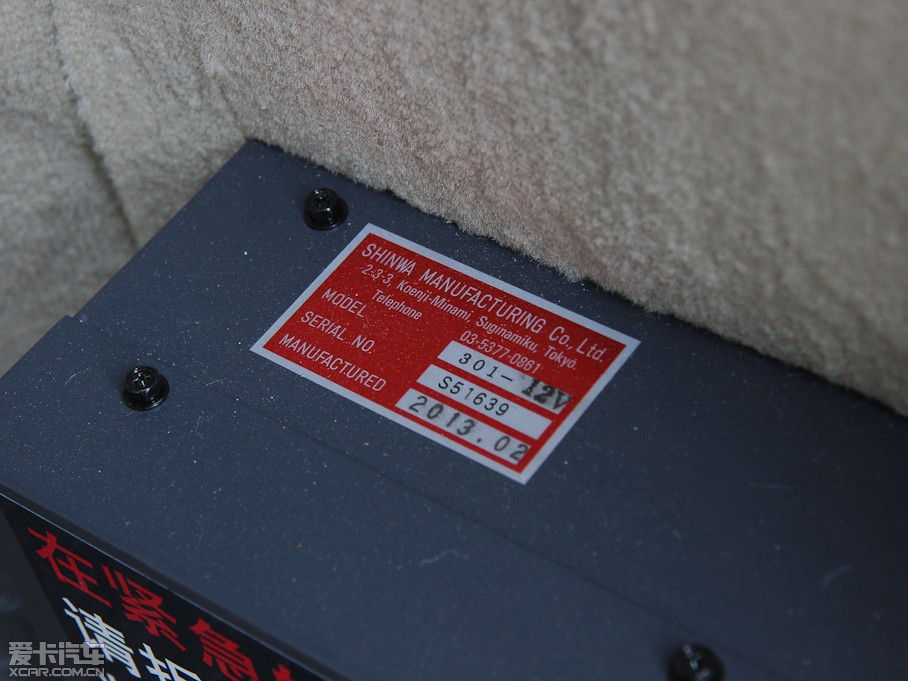 SHINWA MANUFACTURING Co., Ltd.
2-3-3, Koenji-Minami, Suginamiku, Tokyo.
Telephone 03-5377-0861
MODEL 301-12V
SERIAL NO. S51639
MANUFACTURED 2013.02
在紧急
请
爱卡汽车
XCAR.COM.CN